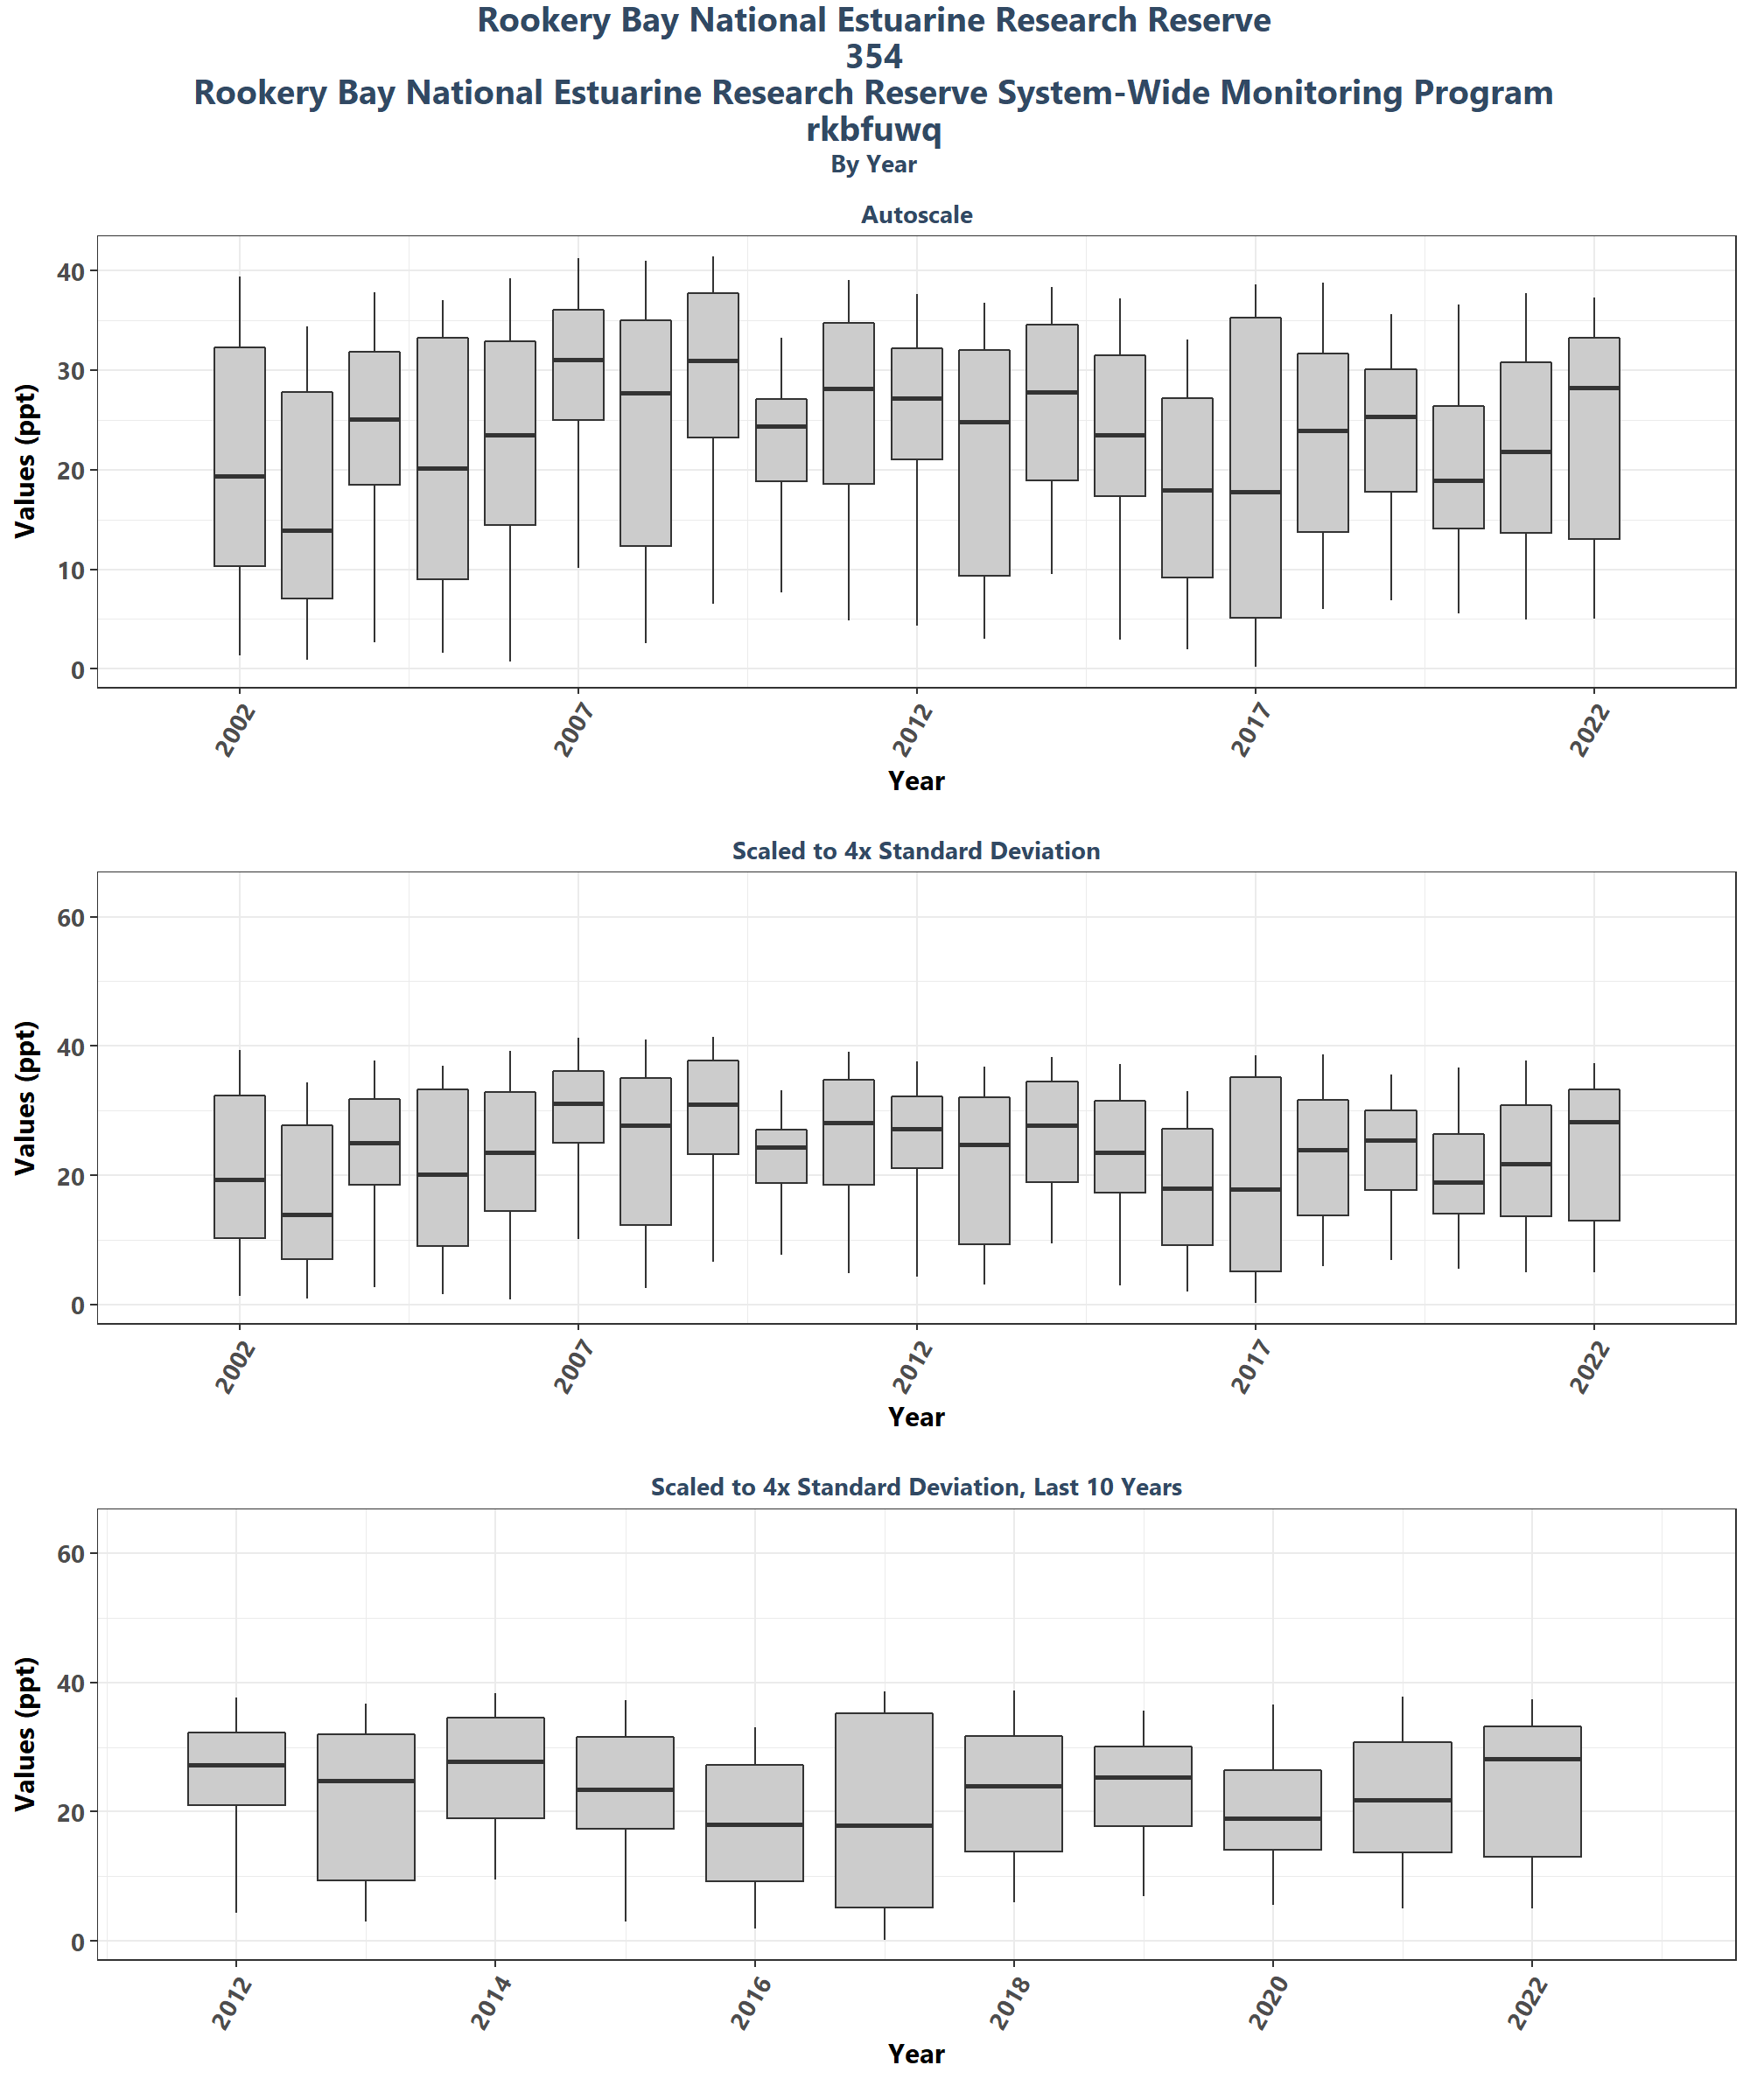 Rookery Bay National Estuarine Research Reserve
354
Rookery Bay National Estuarine Research Reserve System-Wide Monitoring Program
rkbfuwq
By Year
Autoscale
Values (ppt)
40
30
20
10
0
2002 2007 2012 2017 2022
Year
Scaled to 4x Standard Deviation
Values (ppt)
60
40
20
0
2002 2007 2012 2017 2022
Year
Scaled to 4x Standard Deviation, Last 10 Years
Values (ppt)
60
40
20
0
2012 2014 2016 2018 2020 2022
Year